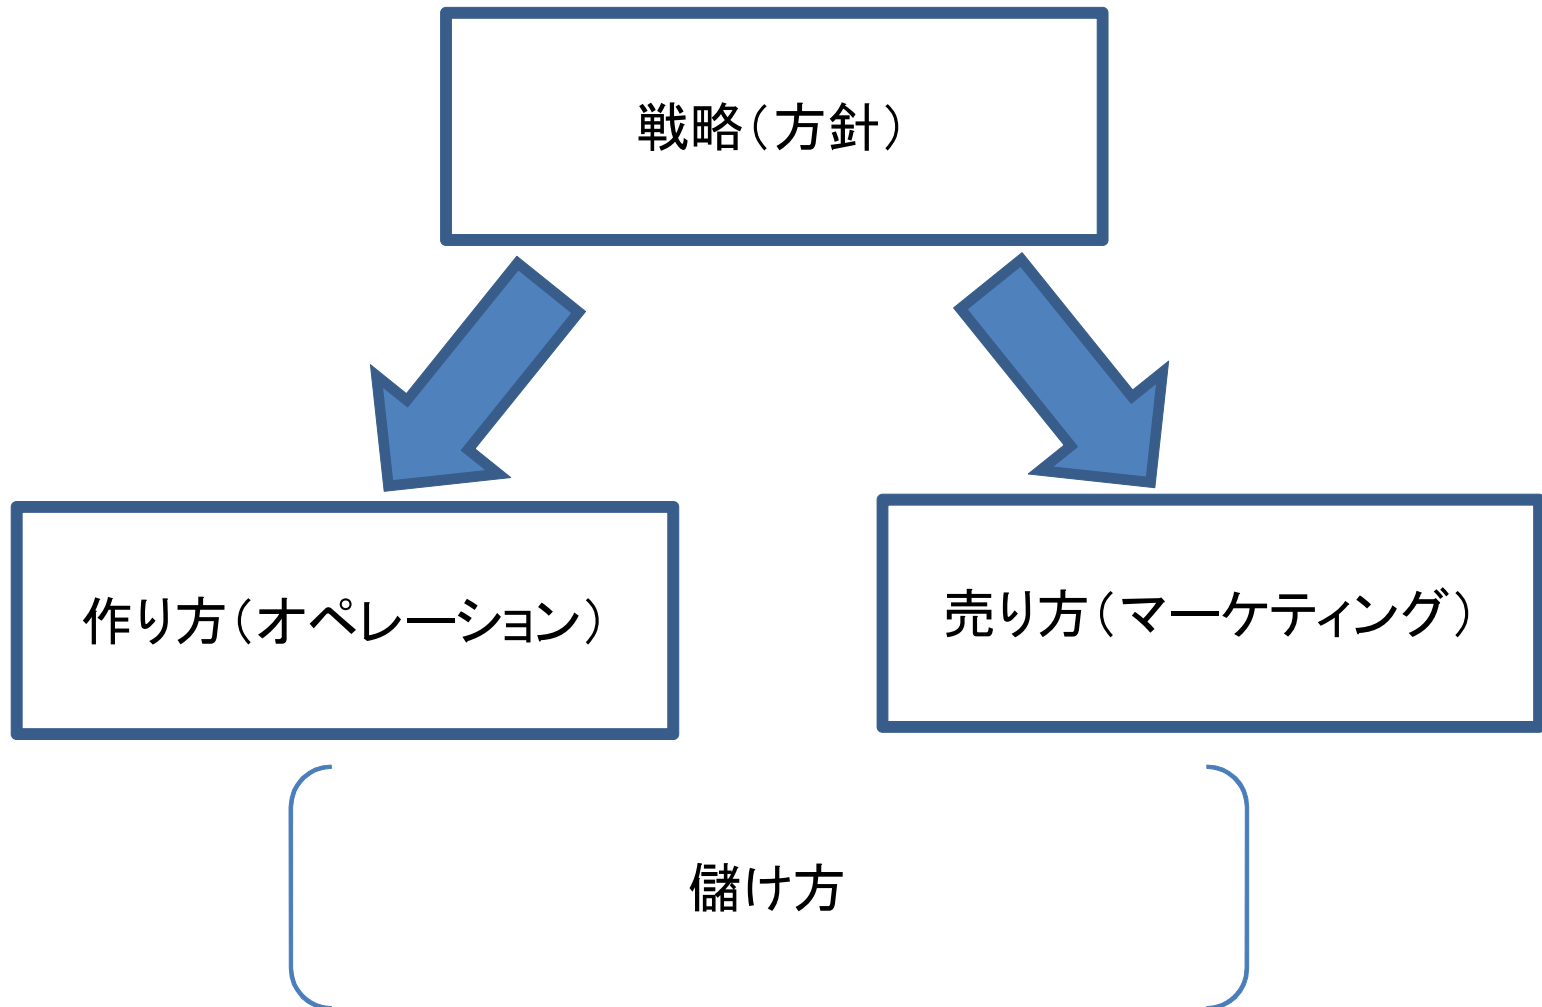 戦略（方針）
作り方（オペレーション）
売り方（マーケティング）
儲け方